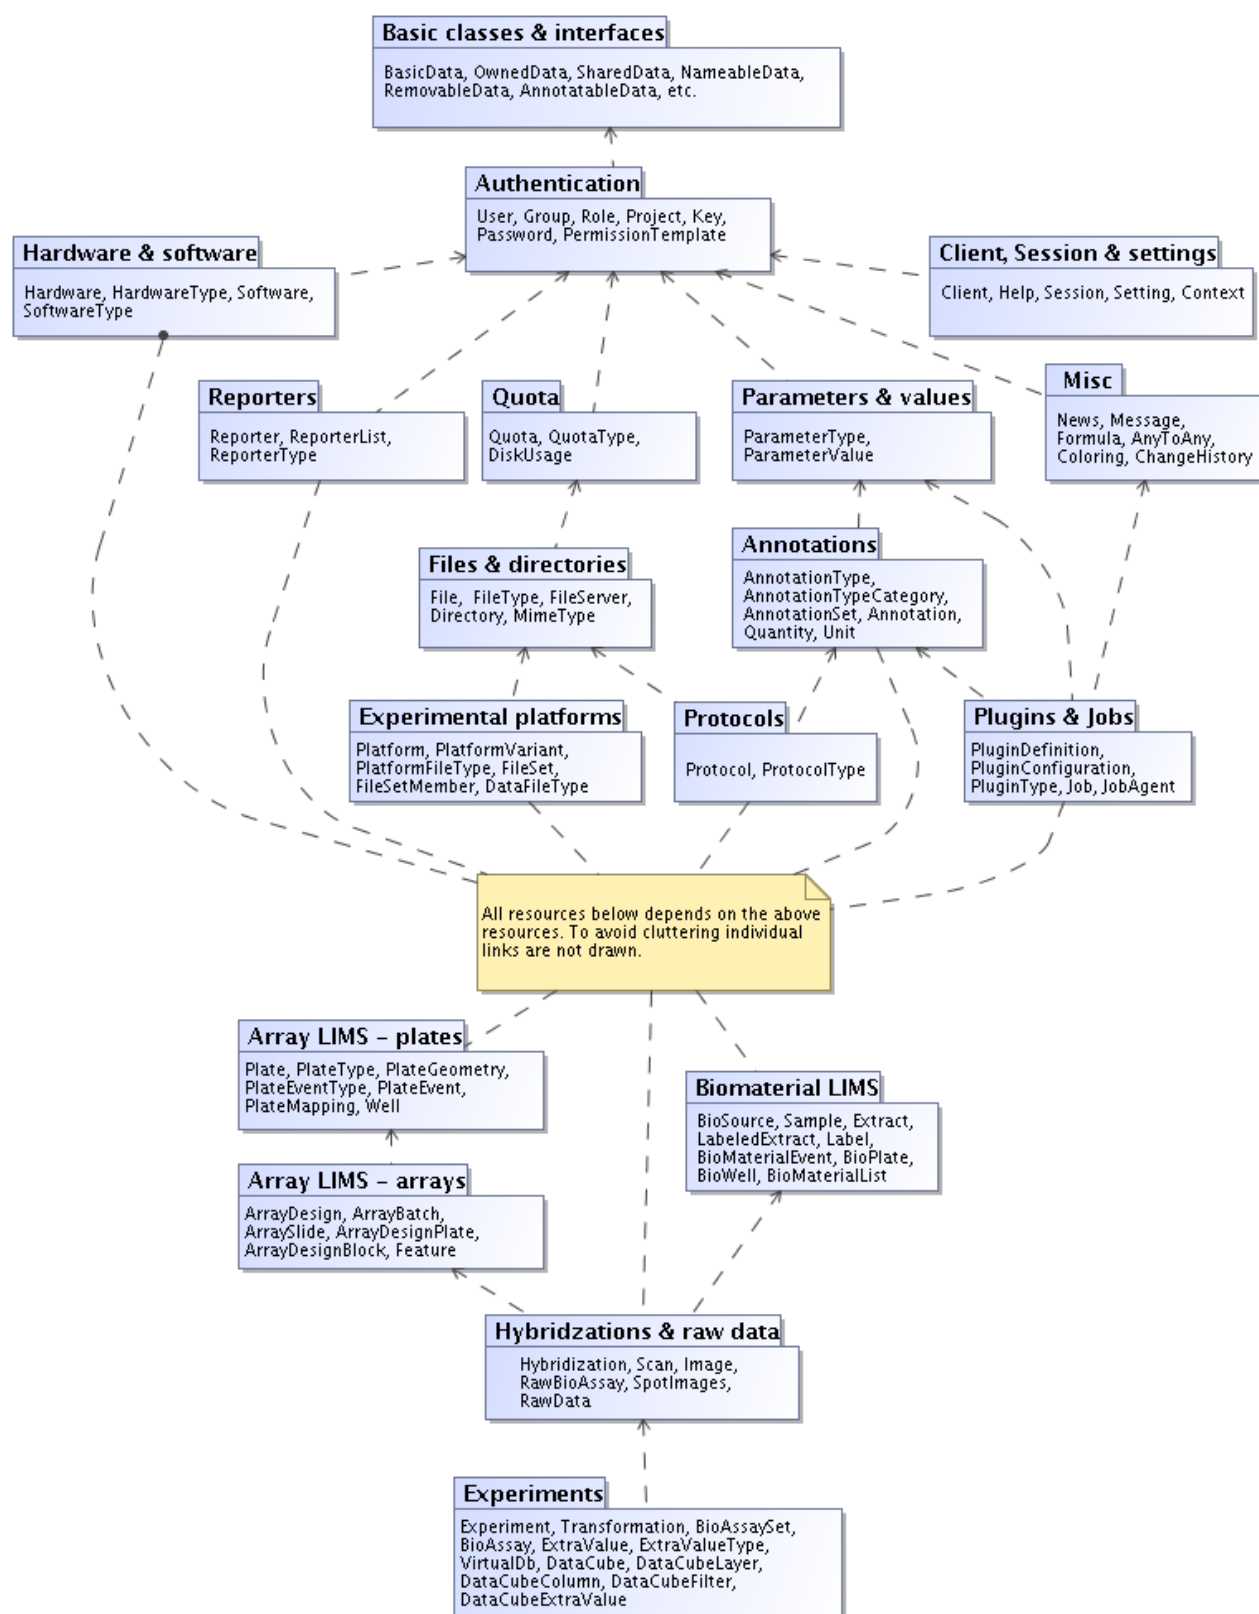 Basic classes & interfaces
BasicData, OwnedData, SharedData, NameableData,
RemovableData, AnnotatableData, etc.
Authentication
User, Group, Role, Project, Key,
Password, PermissionTemplate
Hardware & software
Hardware, HardwareType, Software,
SoftwareType
Client, Session & settings
Client, Help, Session, Setting, Context
Reporters
Reporter, ReporterList,
ReporterType
Quota
Quota, QuotaType,
DiskUsage
Parameters & values
ParameterType,
ParameterValue
Misc
News, Message,
Formula, AnyToAny,
Coloring, ChangeHistory
Files & directories
File, FileType, FileServer,
Directory, MimeType
Annotations
AnnotationType,
AnnotationTypeCategory,
AnnotationSet, Annotation,
Quantity, Unit
Experimental platforms
Platform, PlatformVariant,
PlatformFileType, FileSet,
FileSetMember, DataFileType
Protocols
Protocol, ProtocolType
Plugins & Jobs
PluginDefinition,
PluginConfiguration,
PluginType, Job, JobAgent
All resources below depends on the above
resources. To avoid cluttering individual
links are not drawn.
Array LIMS – plates
Plate, PlateType, PlateGeometry,
PlateEventType, PlateEvent,
PlateMapping, Well
Biomaterial LIMS
BioSource, Sample, Extract,
LabeledExtract, Label,
BioMaterialEvent, BioPlate,
BioWell, BioMaterialList
Array LIMS – arrays
ArrayDesign, ArrayBatch,
ArraySlide, ArrayDesignPlate,
ArrayDesignBlock, Feature
Hybridzations & raw data
Hybridization, Scan, Image,
RawBioAssay, SpotImages,
RawData
Experiments
Experiment, Transformation, BioAssaySet,
BioAssay, ExtraValue, ExtraValueType,
VirtualDb, DataCube, DataCubeLayer,
DataCubeColumn, DataCubeFilter,
DataCubeExtraValue